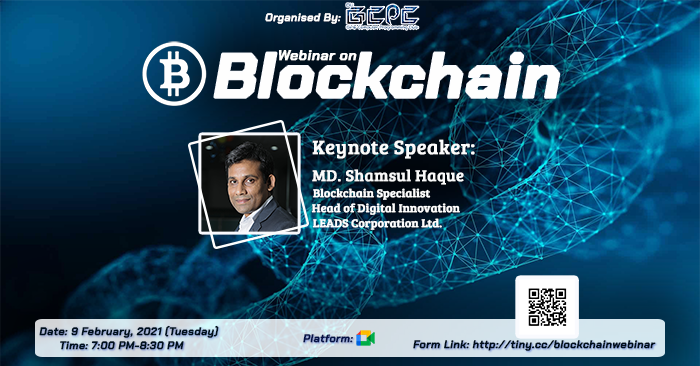 Organised By: BCPC
Webinar on
Blockchain
Keynote Speaker:
MD. Shamsul Haque
Blockchain Specialist
Head of Digital Innovation
LEADS Corporation Ltd.
Date: 9 February, 2021 (Tuesday)
Time: 7:00 PM-8:30 PM
Platform:
Form Link: http://tiny.cc/blockchainwebinar